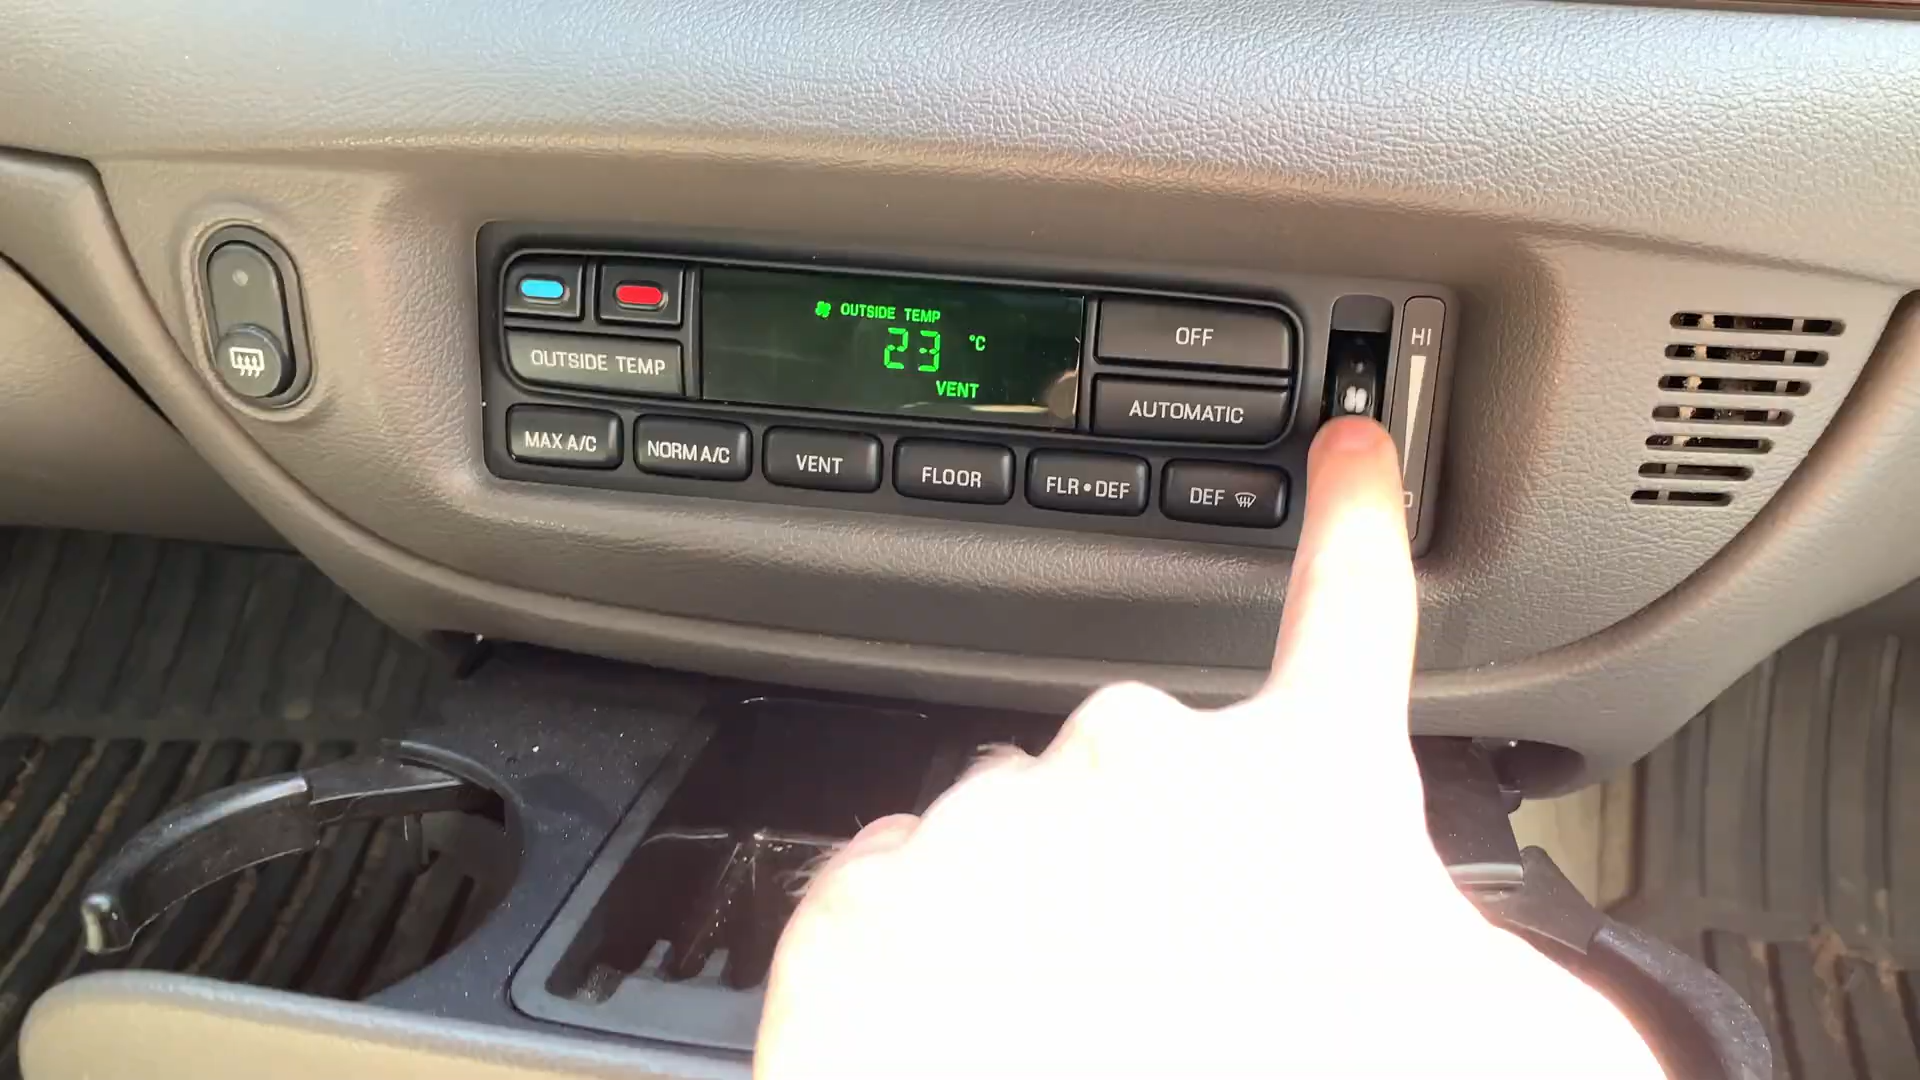 OUTSIDE TEMP
23 °C
VENT
OUTSIDE TEMP
OFF
AUTOMATIC
HI
MAX A/C
NORM A/C
VENT
FLOOR
FLR•DEF
DEF